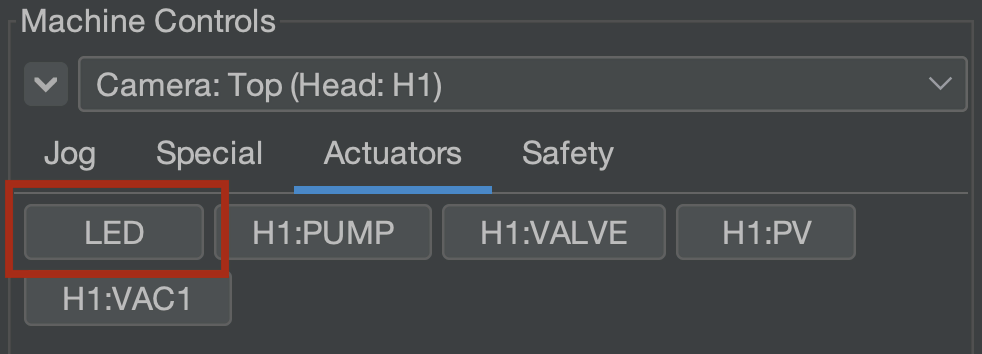 Machine Controls
Camera: Top (Head: H1)
Jog Special Actuators Safety
LED H1:PUMP H1:VALVE H1:PV
H1:VAC1